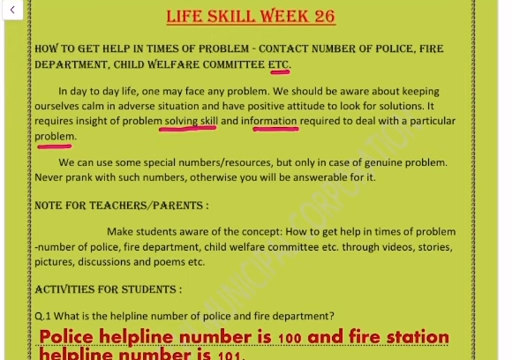 LIFE SKILL WEEK 26
HOW TO GET HELP IN TIMES OF PROBLEM - CONTACT NUMBER OF POLICE, FIRE
DEPARTMENT, CHILD WELFARE COMMITTEE ETC.
In day to day life, one may face any problem. We should be aware about keeping
ourselves calm in adverse situation and have positive attitude to look for solutions. It
requires insight of problem solving skill and information required to deal with a particular
problem.
We can use some special numbers/resources, but only in case of genuine problem.
Never prank with such numbers, otherwise you will be answerable for it.
NOTE FOR TEACHERS/PARENTS :
Make students aware of the concept: How to get help in times of problem
-number of police, fire department, child welfare committee etc. through videos, stories,
pictures, discussions and poems etc.
ACTIVITIES FOR STUDENTS :
Q.1 What is the helpline number of police and fire department?
Police helpline number is 100 and fire station
helpline number is 101.
MUNICIPAL CORPORATION